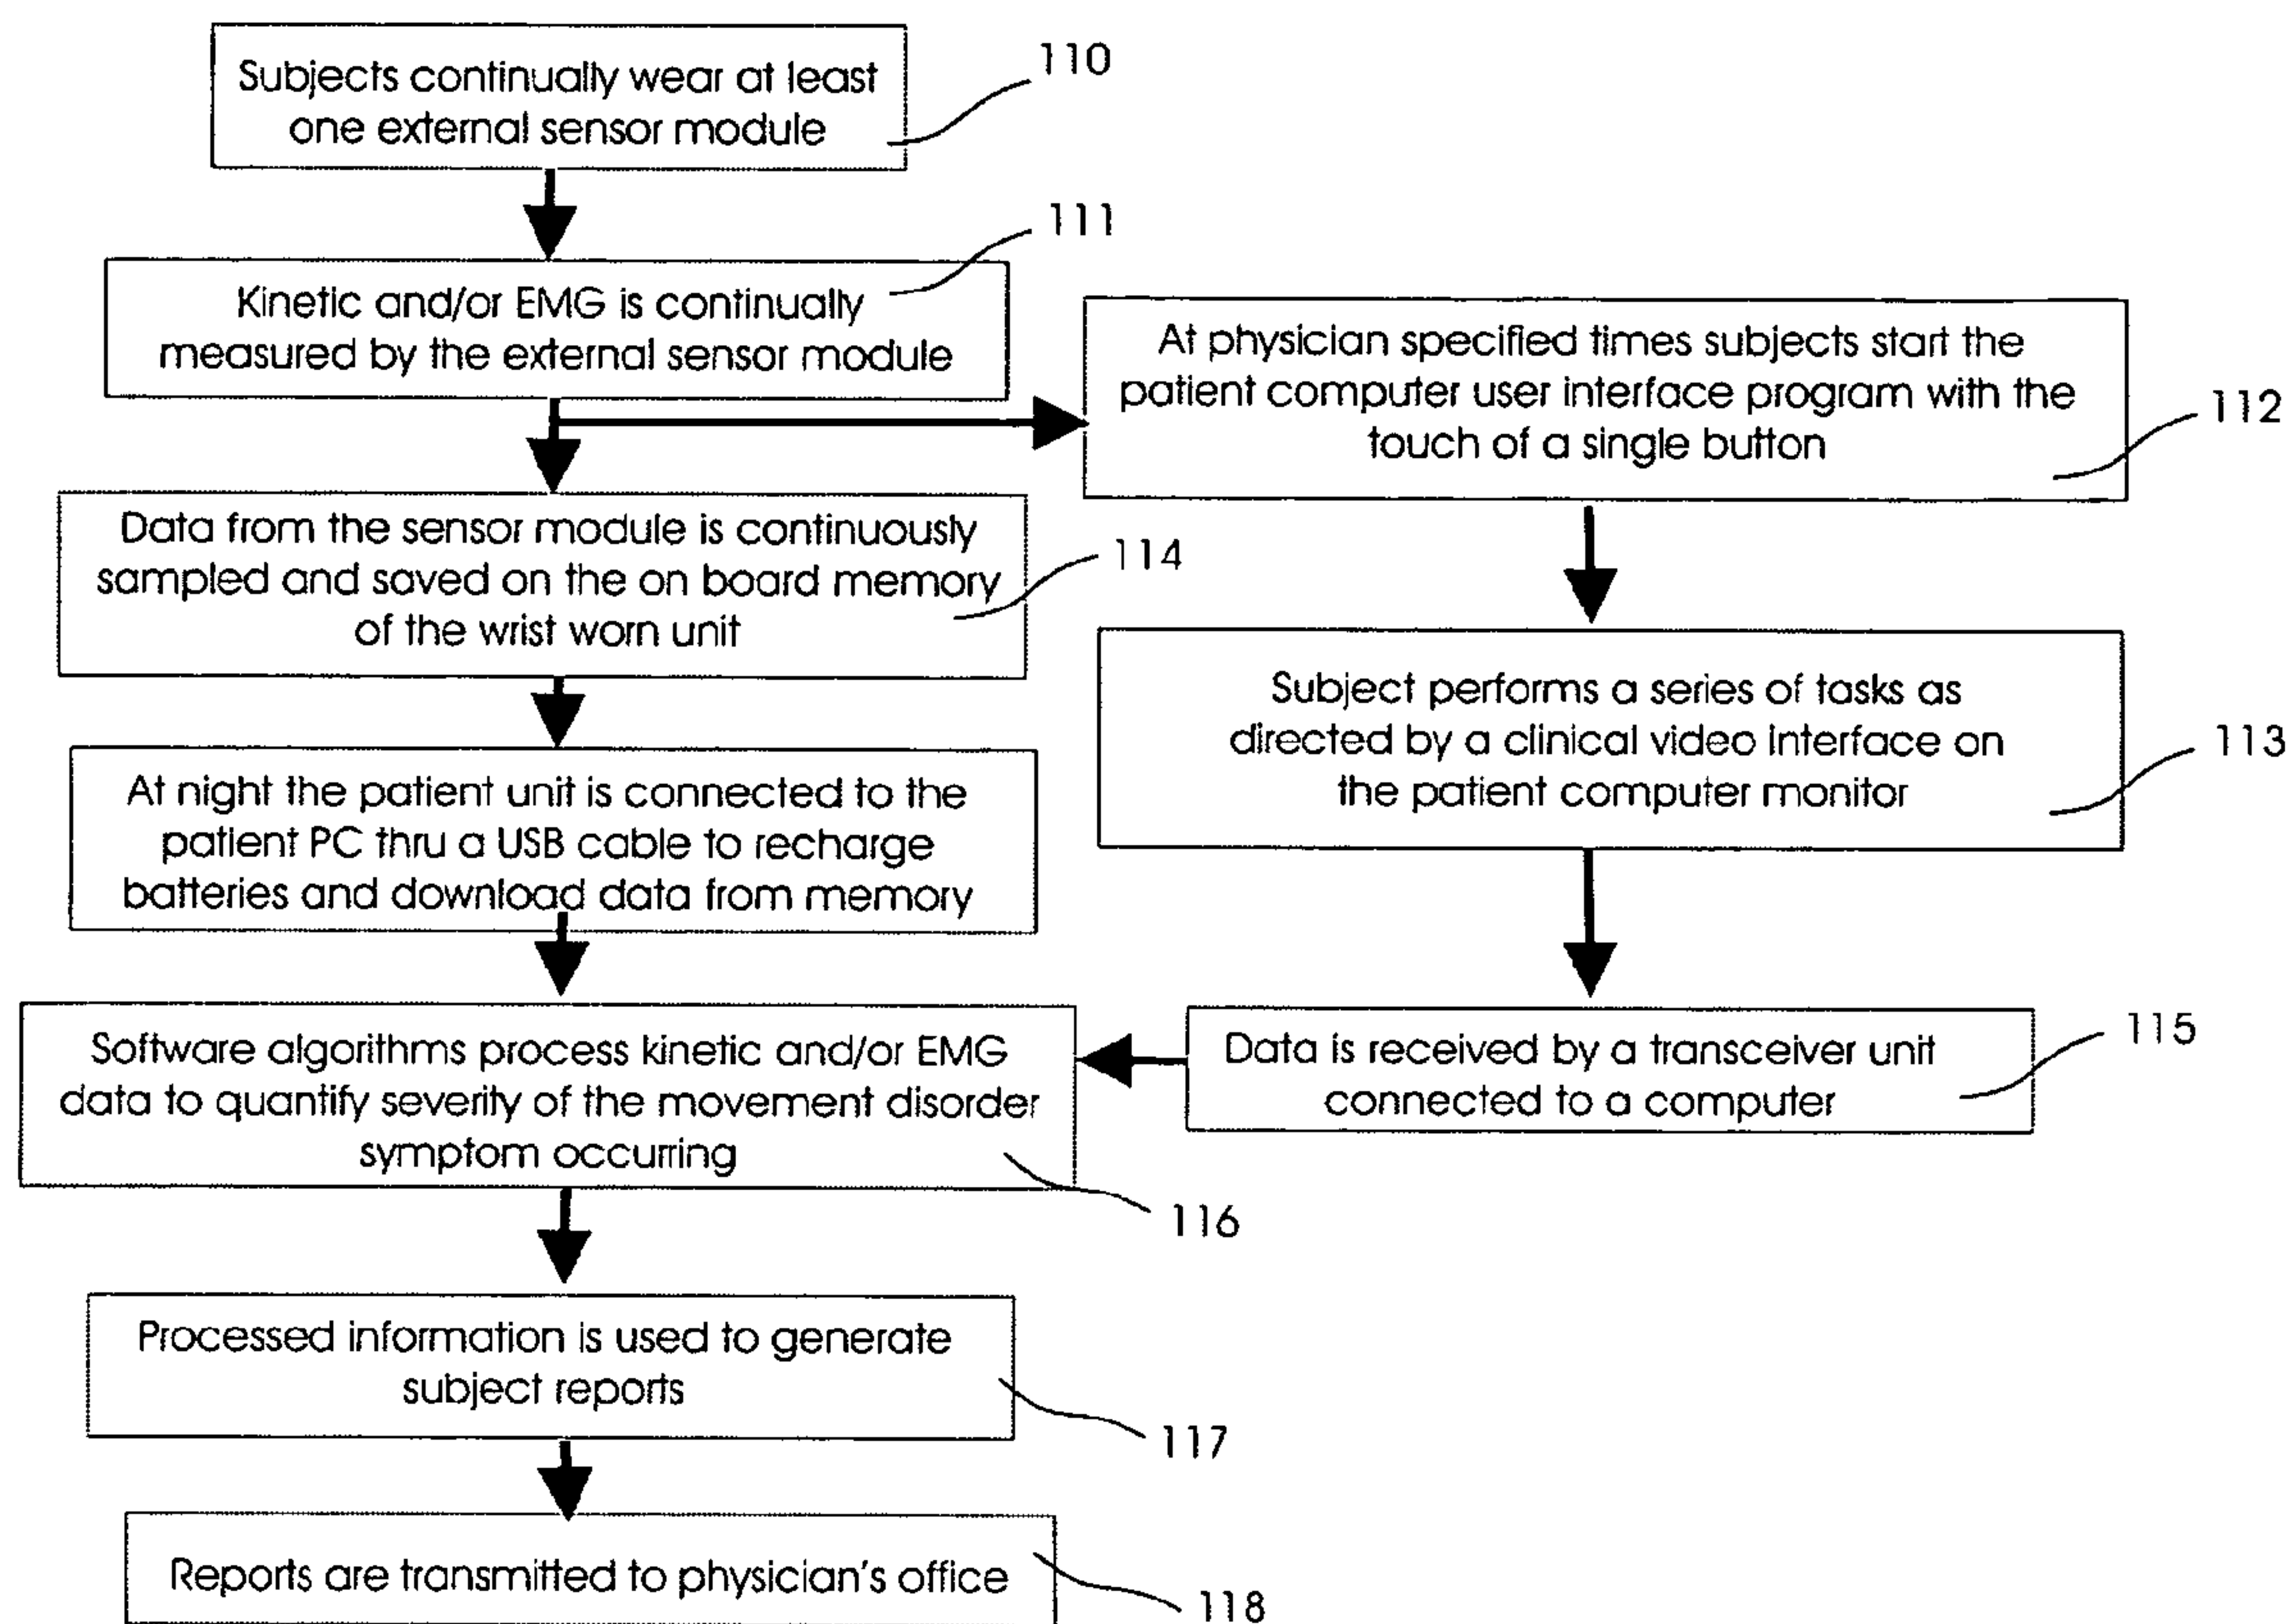 Subjects continually wear at least
one external sensor module
110
Kinetic and/or EMG is continually
measured by the external sensor module
111
At physician specified times subjects start the
patient computer user interface program with the
touch of a single button
112
Data from the sensor module is continuously
sampled and saved on the on board memory
of the wrist worn unit
114
Subject performs a series of tasks as
directed by a clinical video interface on
the patient computer monitor
113
At night the patient unit is connected to the
patient PC thru a USB cable to recharge
batteries and download data from memory
Software algorithms process kinetic and/or EMG
data to quantify severity of the movement disorder
symptom occurring
116
Data is received by a transceiver unit
connected to a computer
115
Processed information is used to generate
subject reports
117
Reports are transmitted to physician's office
118